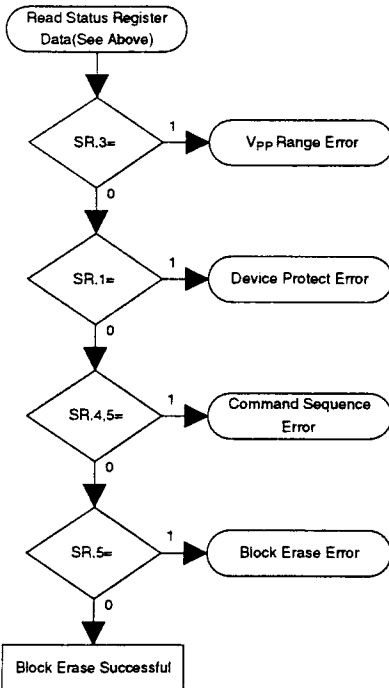 Read Status Register
Data(See Above)
SR.3=
1
VPP Range Error
0
SR.1=
1
Device Protect Error
0
SR.4,5=
1
Command Sequence
Error
0
SR.5=
1
Block Erase Error
0
Block Erase Successful